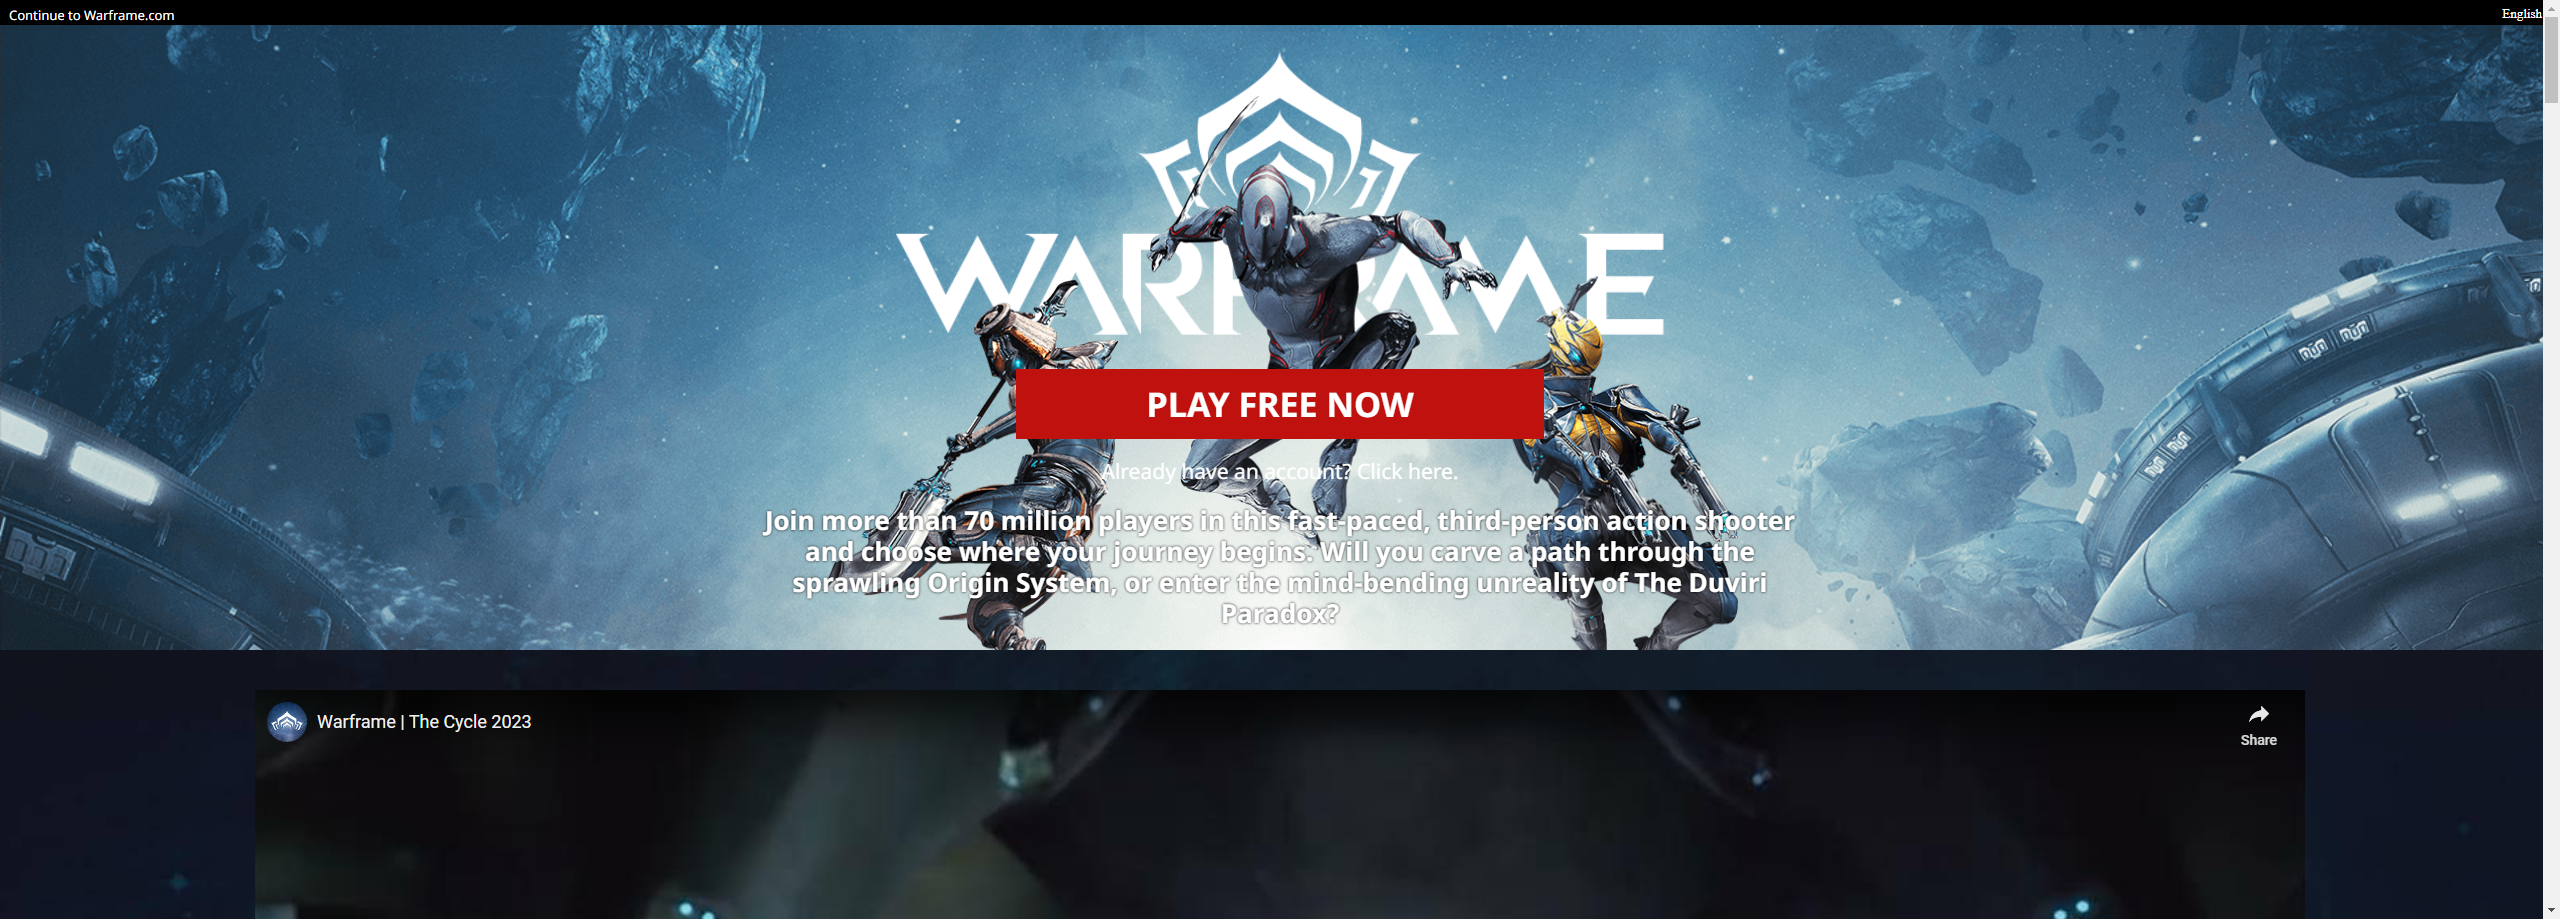 Continue to Warframe.com
English
WARFRAME
PLAY FREE NOW
Already have an account? Click here.
Join more than 70 million players in this fast-paced, third-person action shooter
and choose where your journey begins. Will you carve a path through the
sprawling Origin System, or enter the mind-bending unreality of The Duviri
Paradox?
Warframe | The Cycle 2023
Share